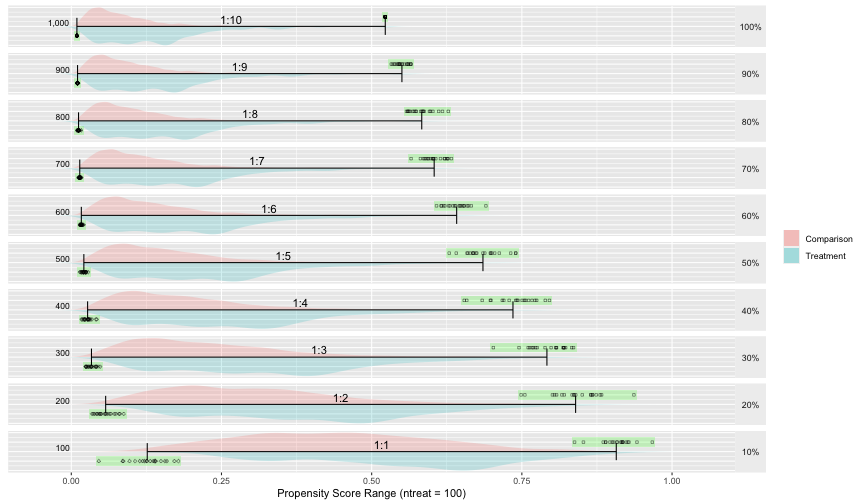 1,000 1:10 100%
900 1:9 90%
800 1:8 80%
700 1:7 70%
600 1:6 60%
500 1:5 50%
400 1:4 40%
300 1:3 30%
200 1:2 20%
100 1:1 10%
0.00 0.25 0.50 0.75 1.00
Propensity Score Range (ntreat = 100)
Comparison
Treatment